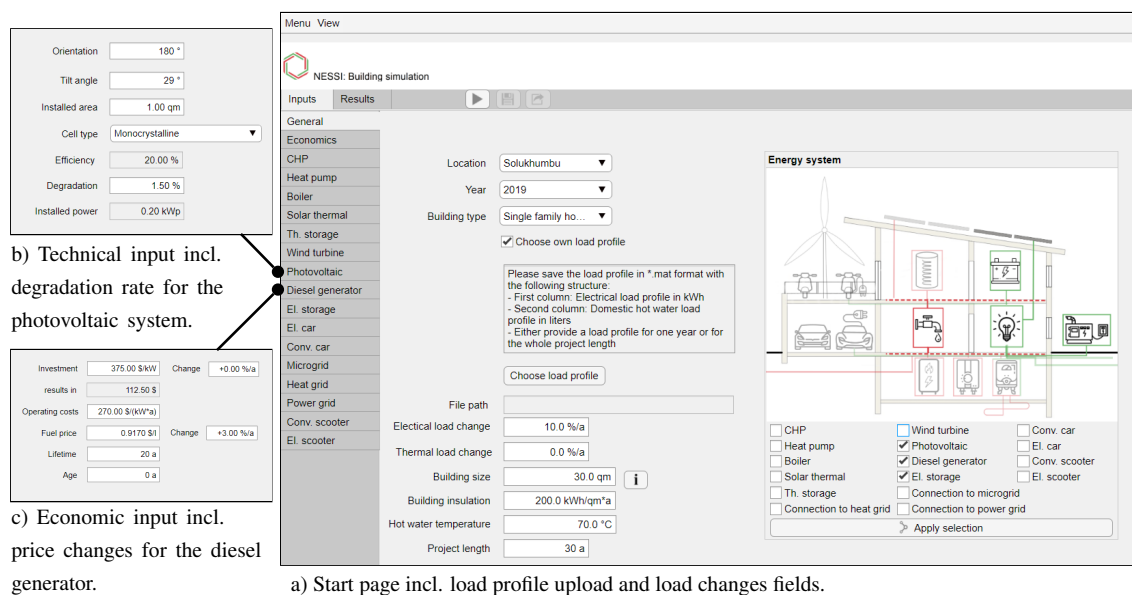 Orientation 180 °
Tilt angle 29 °
Installed area 1.00 qm
Cell type Monocrystalline
Efficiency 20.00 %
Degradation 1.50 %
Installed power 0.20 kWp
b) Technical input incl.
degradation rate for the
photovoltaic system.
Investment 375.00 $/kW Change +0.00 %/a
results in 112.50 $
Operating costs 270.00 $/(kW*a)
Fuel price 0.9170 $/l Change +3.00 %/a
Lifetime 20 a
Age 0 a
c) Economic input incl.
price changes for the diesel
generator.
Menu View
NESSI: Building simulation
Inputs Results
General
Economics
CHP
Heat pump
Boiler
Solar thermal
Th. storage
Wind turbine
Photovoltaic
Diesel generator
El. storage
El. car
Conv. car
Microgrid
Heat grid
Power grid
Conv. scooter
El. scooter
Location Solukhumbu
Year 2019
Building type Single family ho...
Choose own load profile
Please save the load profile in *.mat format with
the following structure:
- First column: Electrical load profile in kWh
- Second column: Domestic hot water load
profile in liters
- Either provide a load profile for one year or for
the whole project length
Choose load profile
File path
Electical load change 10.0 %/a
Thermal load change 0.0 %/a
Building size 30.0 qm i
Building insulation 200.0 kWh/qm*a
Hot water temperature 70.0 °C
Project length 30 a
Energy system
CHP Wind turbine Conv. car
Heat pump Photovoltaic El. car
Boiler Diesel generator Conv. scooter
Solar thermal El. storage El. scooter
Th. storage Connection to microgrid
Connection to heat grid Connection to power grid
Apply selection
a) Start page incl. load profile upload and load changes fields.